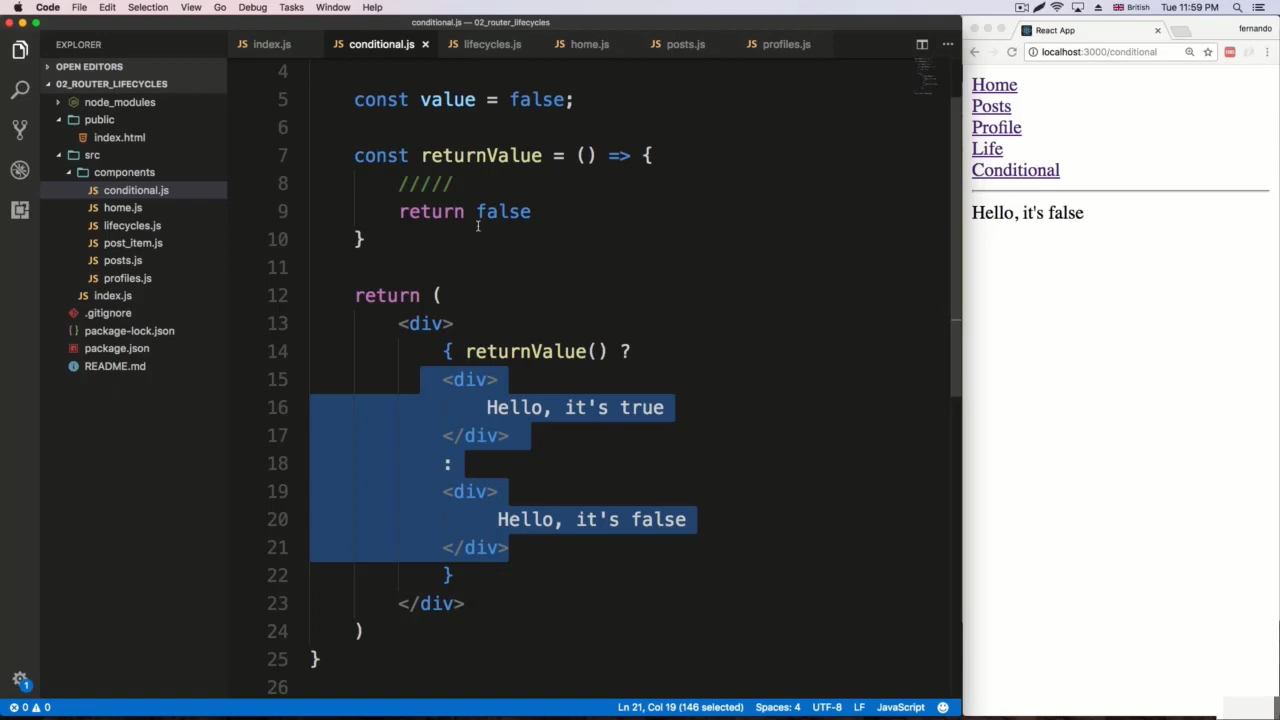 Code File Edit Selection View Go Debug Tasks Window Help British Tue 11:59 PM
conditional.js — 02_router_lifecycles
React App
fernando
EXPLORER
index.js
conditional.js
lifecycles.js
home.js
posts.js
profiles.js
localhost:3000/conditional
OPEN EDITORS
02_ROUTER_LIFECYCLES
node_modules
public
index.html
src
components
conditional.js
home.js
lifecycles.js
post_item.js
posts.js
profiles.js
index.js
.gitignore
package-lock.json
package.json
README.md
4
5 const value = false;
6
7 const returnValue = () => {
8 /////
9 return false
10 }
11
12 return (
13 <div>
14 { returnValue() ?
15 <div>
16 Hello, it's true
17 </div>
18 :
19 <div>
20 Hello, it's false
21 </div>
22 }
23 </div>
24 )
25 }
26
Home
Posts
Profile
Life
Conditional
Hello, it's false
1
0 0 Ln 21, Col 19 (146 selected) Spaces: 4 UTF-8 LF JavaScript